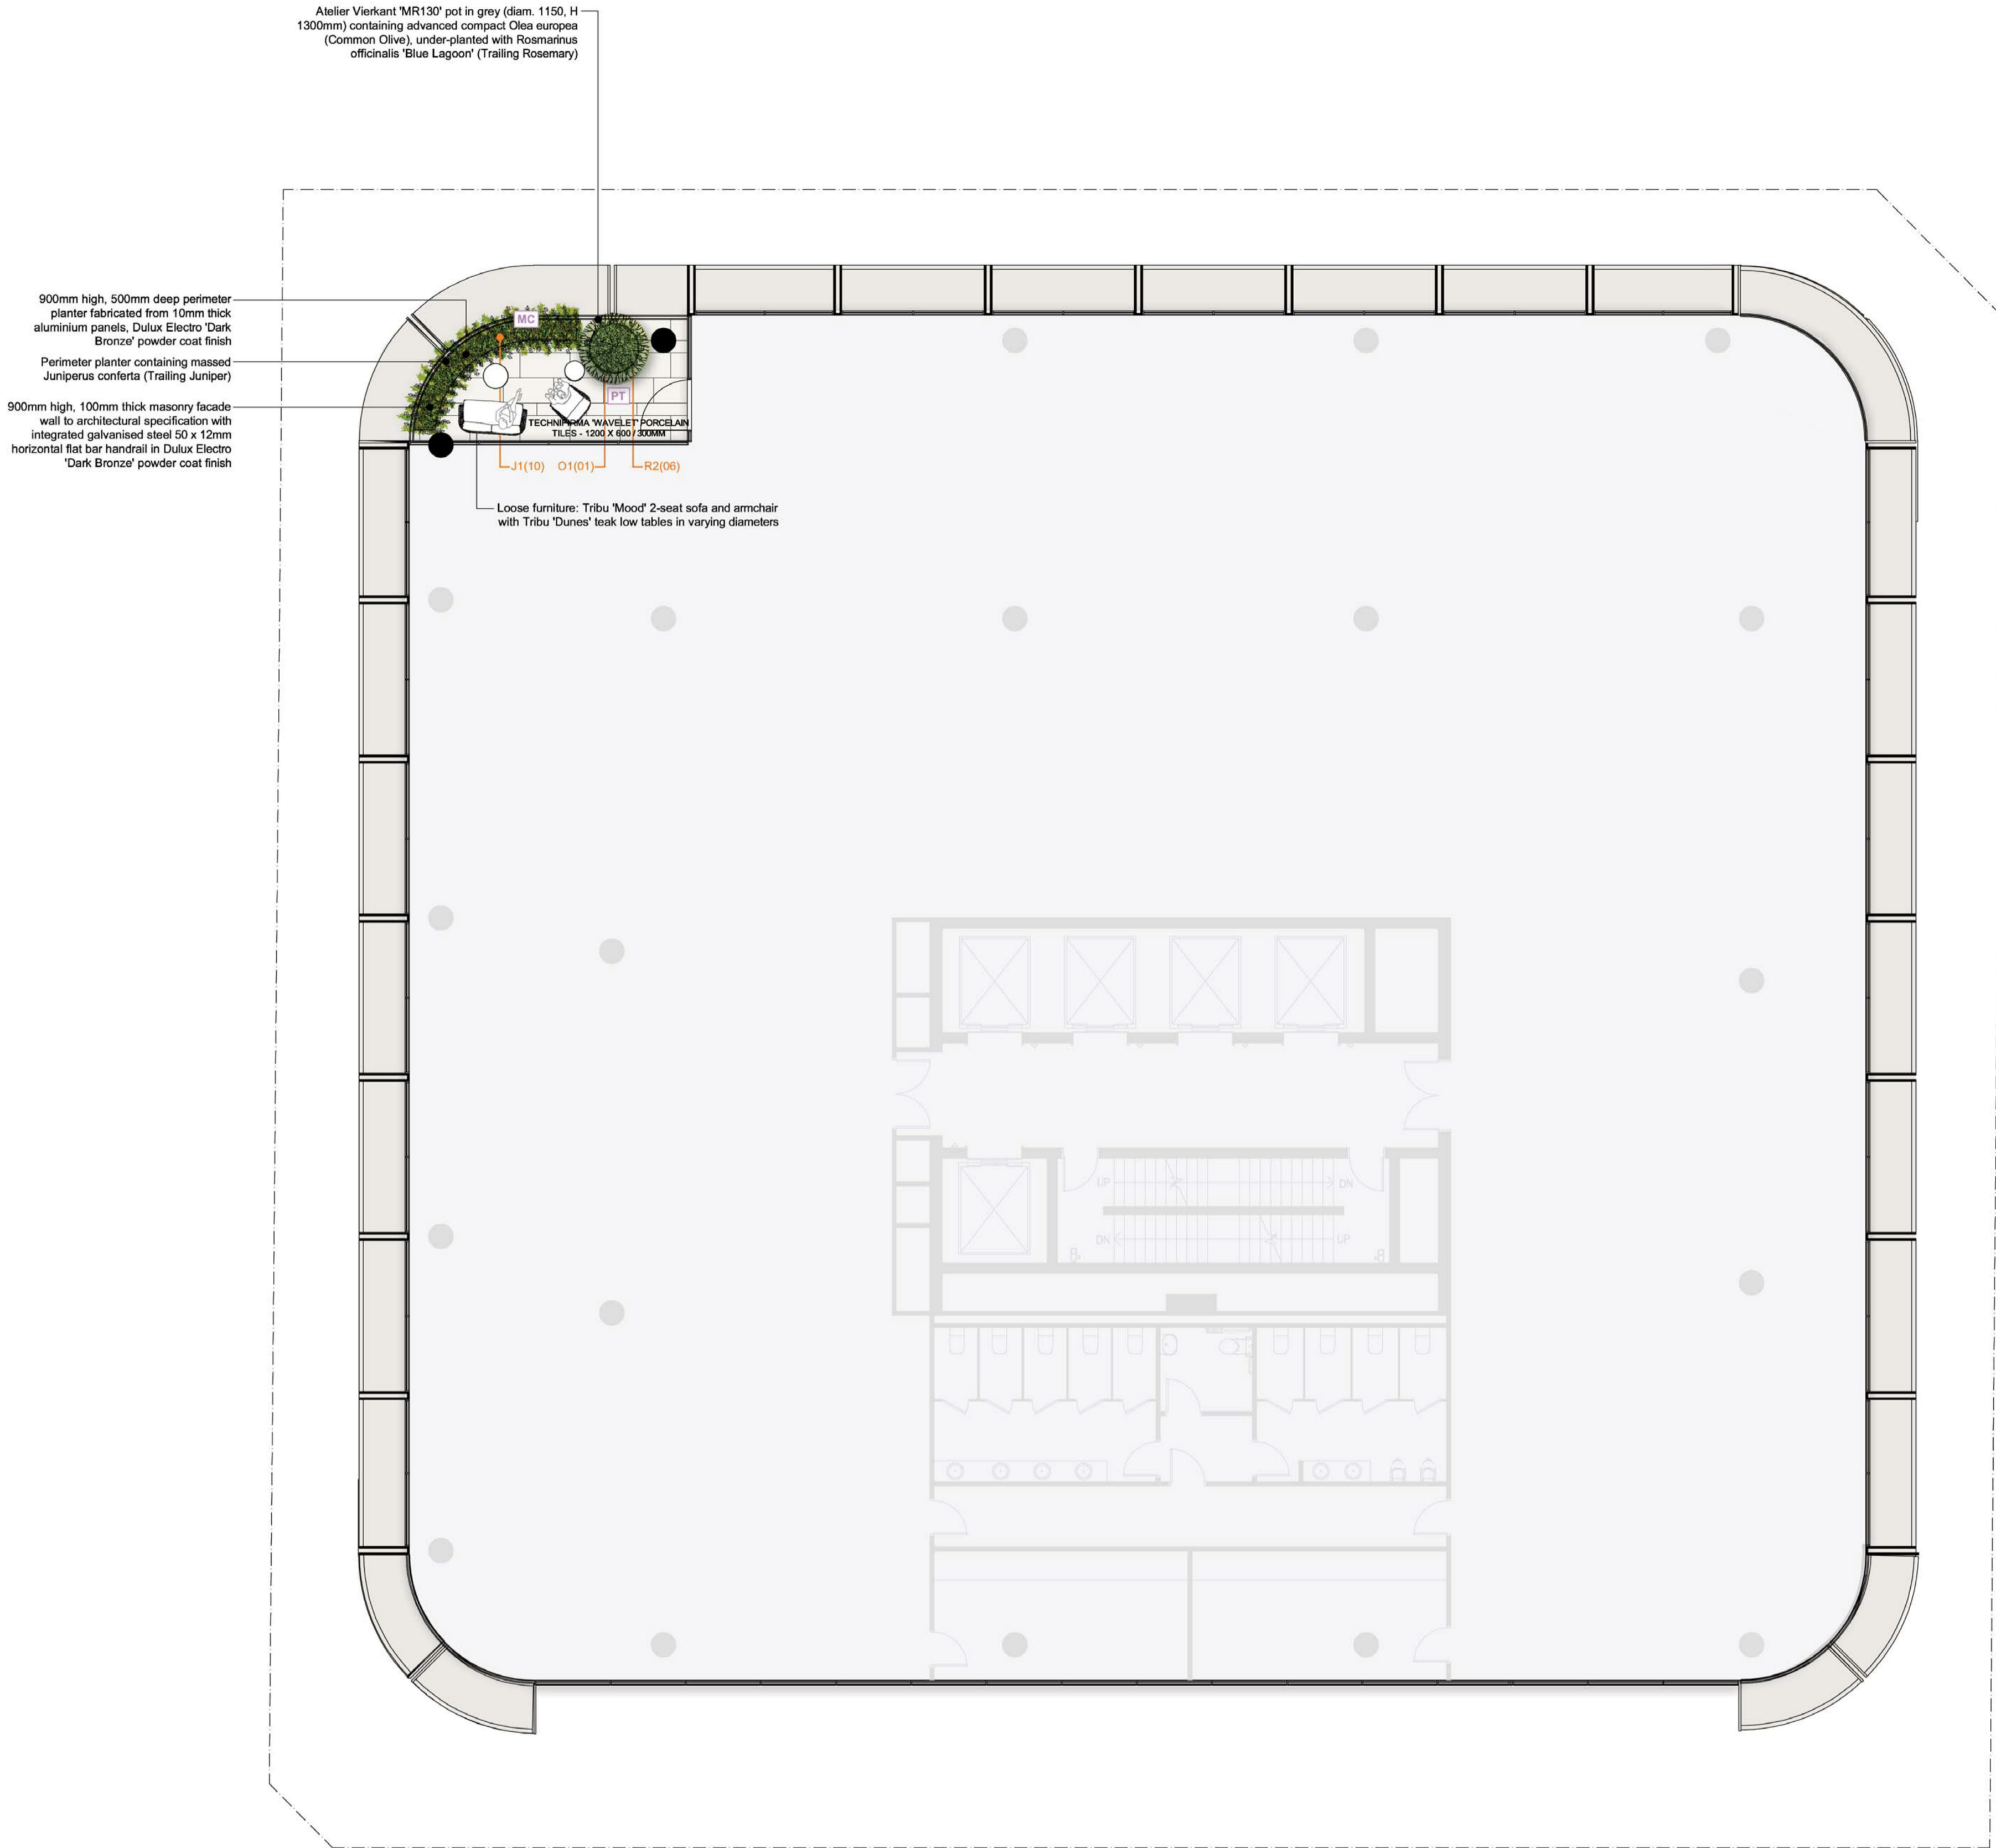 Atelier Vierkant 'MR130' pot in grey (diam. 1150, H
1300mm) containing advanced compact Olea europea
(Common Olive), under-planted with Rosmarinus
officinalis 'Blue Lagoon' (Trailing Rosemary)
900mm high, 500mm deep perimeter
planter fabricated from 10mm thick
aluminium panels, Dulux Electro 'Dark
Bronze' powder coat finish
Perimeter planter containing massed
Juniperus conferta (Trailing Juniper)
900mm high, 100mm thick masonry facade
wall to architectural specification with
integrated galvanised steel 50 x 12mm
horizontal flat bar handrail in Dulux Electro
'Dark Bronze' powder coat finish
MC
PT
TECHNIFIRMA 'WAVELET' PORCELAIN
TILES - 1200 X 600 / 300MM
J1(10) O1(01) R2(06)
Loose furniture: Tribu 'Mood' 2-seat sofa and armchair
with Tribu 'Dunes' teak low tables in varying diameters
UP DN
DN UP